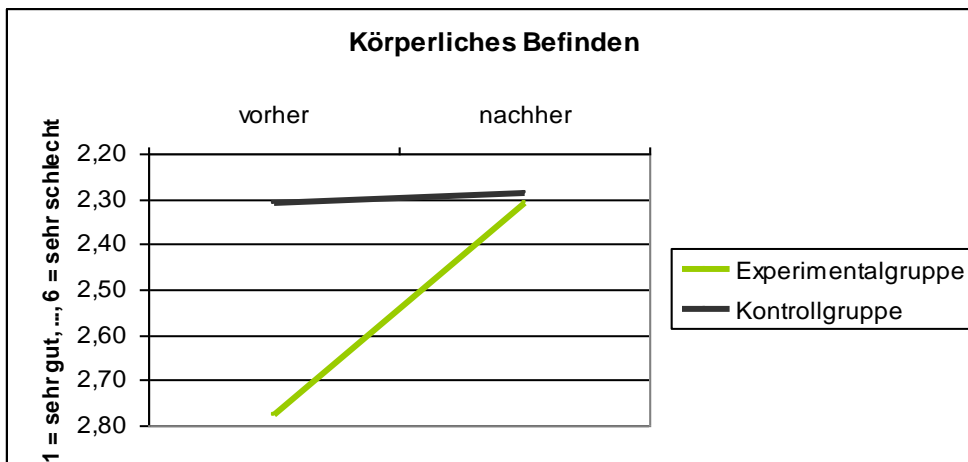 Körperliches Befinden
vorher nachher
1 = sehr gut, ..., 6 = sehr schlecht
2,20
2,30
2,40
2,50
2,60
2,70
2,80
Experimentalgruppe
Kontrollgruppe